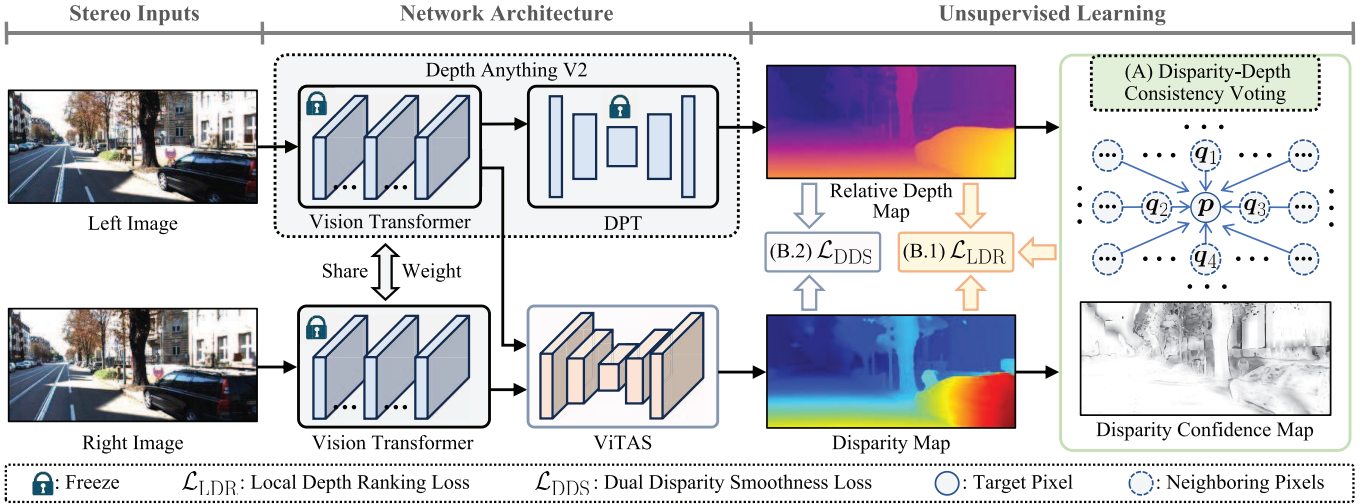 Stereo Inputs
Network Architecture
Unsupervised Learning
Depth Anything V2
Vision Transformer
DPT
Left Image
Share
Weight
Right Image
Vision Transformer
ViTAS
Relative Depth
Map
(B.2) ℒDDS
(B.1) ℒLDR
Disparity Map
(A) Disparity-Depth
Consistency Voting
q1
q2
p
q3
q4
Disparity Confidence Map
: Freeze
ℒLDR: Local Depth Ranking Loss
ℒDDS: Dual Disparity Smoothness Loss
: Target Pixel
: Neighboring Pixels